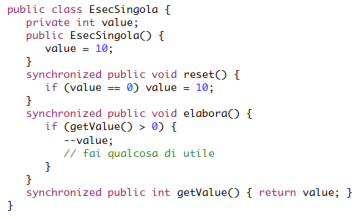 public class EsecSingola {
private int value;
public EsecSingola() {
value = 10;
}
synchronized public void reset() {
if (value == 0) value = 10;
}
synchronized public void elabora() {
if (getValue() > 0) {
--value;
// fai qualcosa di utile
}
}
synchronized public int getValue() { return value; }
}